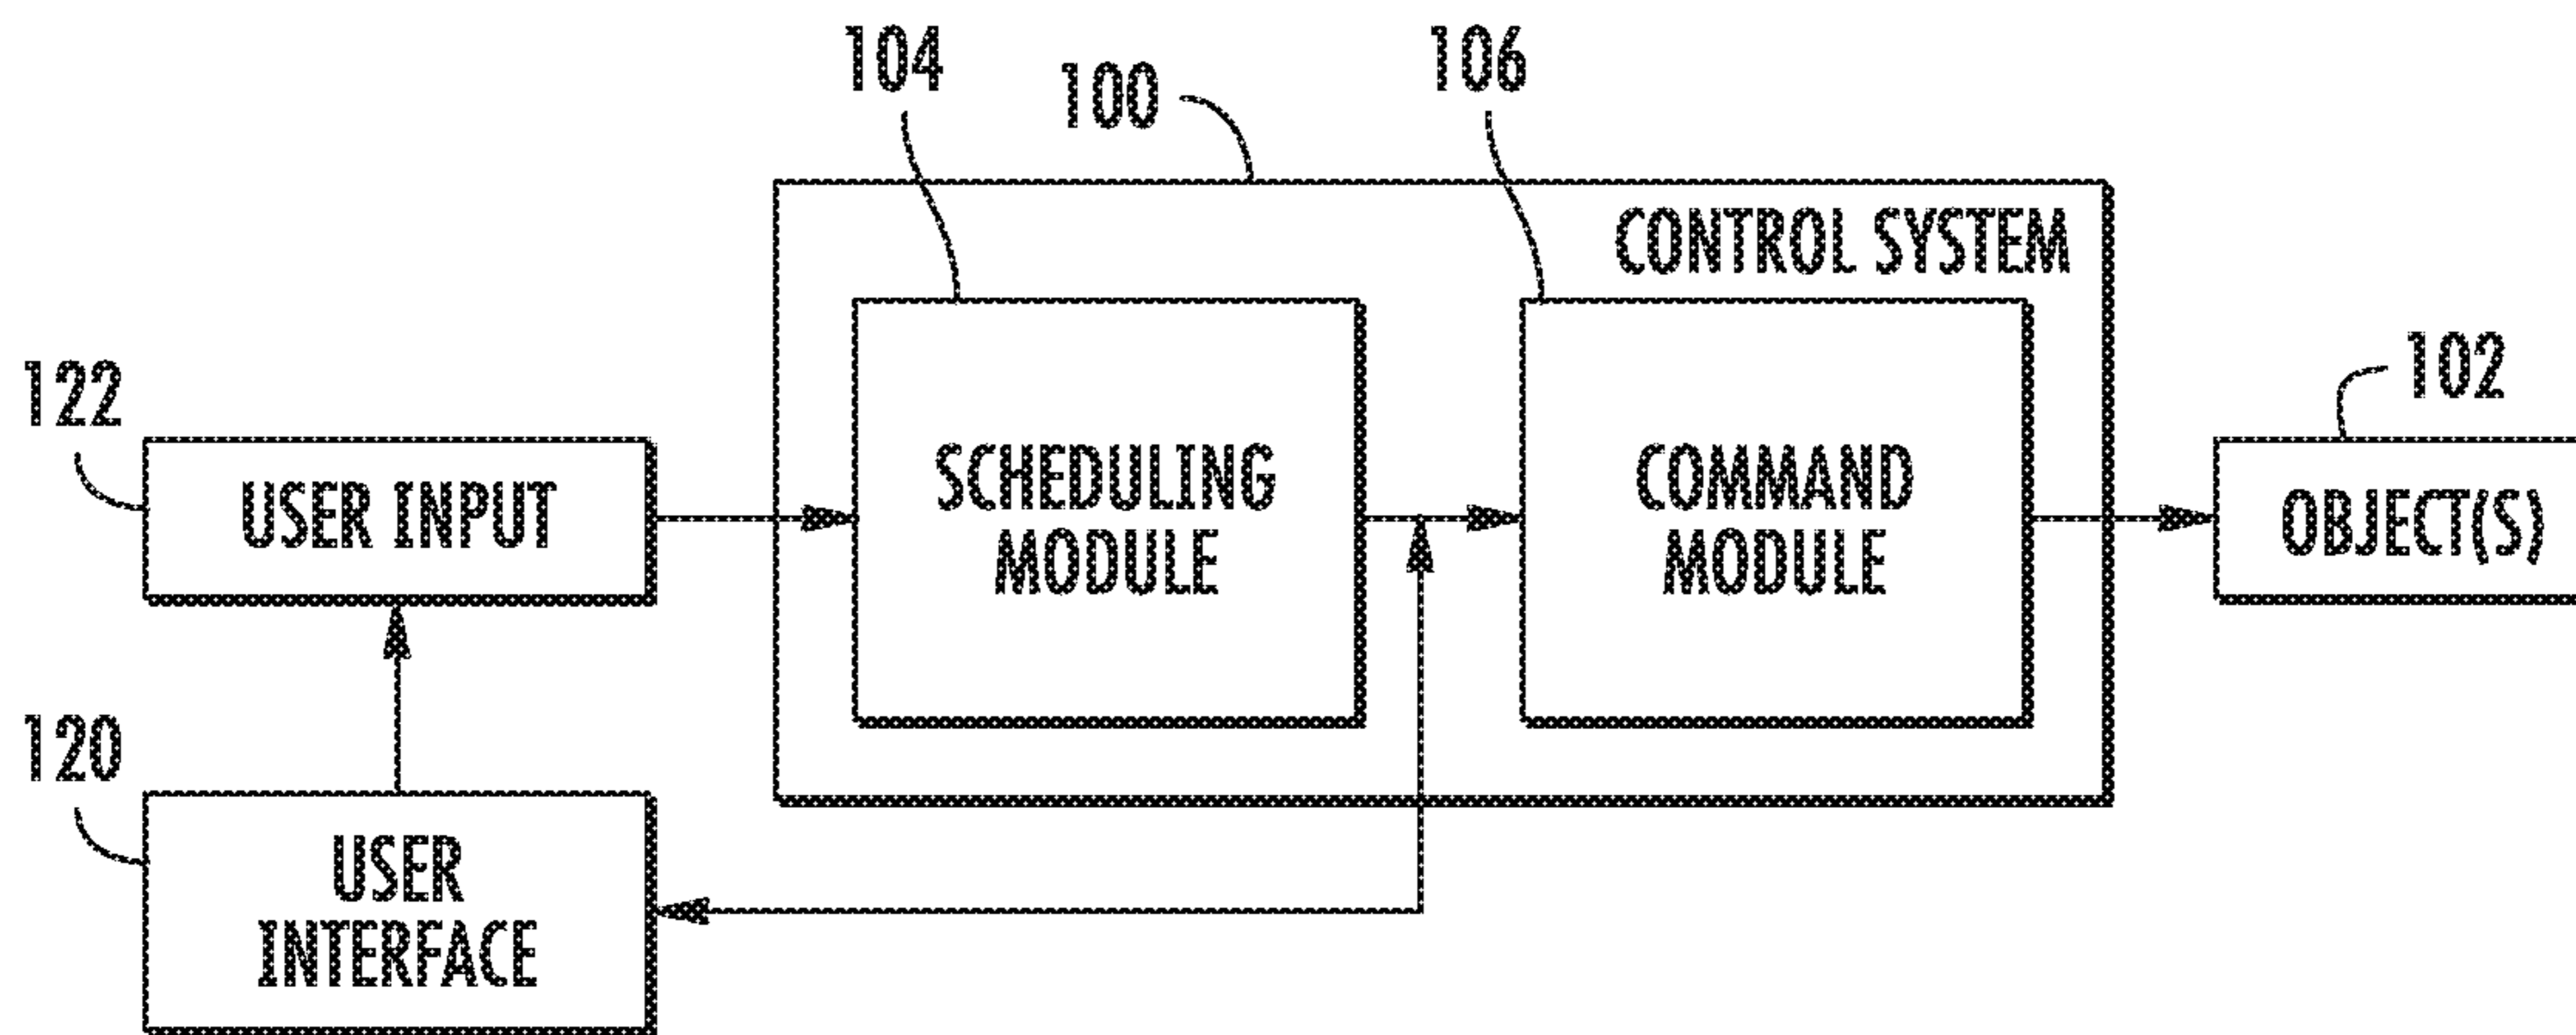 104
106
100
CONTROL SYSTEM
122
102
USER INPUT
SCHEDULING
MODULE
COMMAND
MODULE
OBJECT(S)
120
USER
INTERFACE